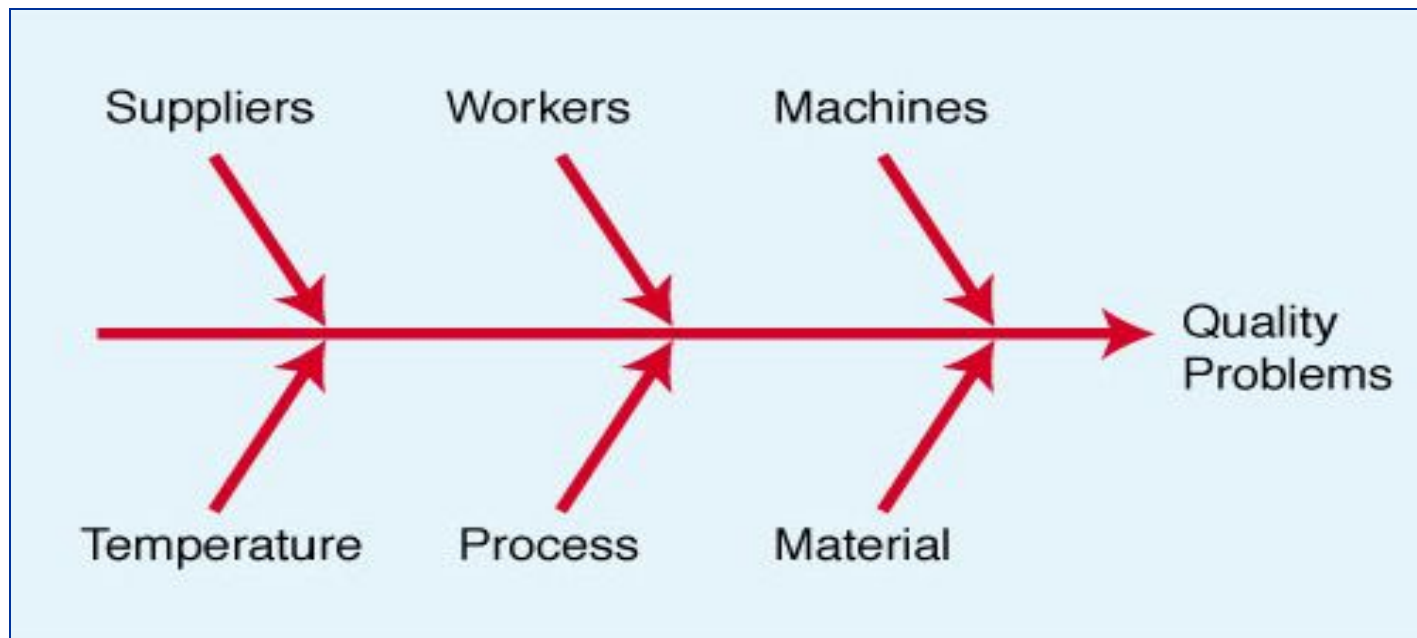 Suppliers
Workers
Machines
Quality
Problems
Temperature
Process
Material